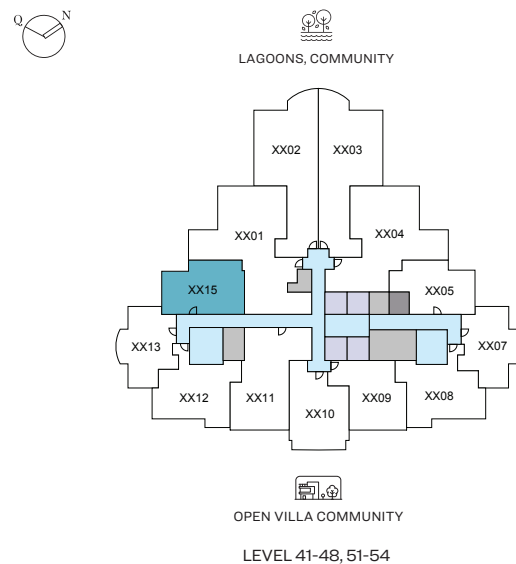 Q N
LAGOONS, COMMUNITY
XX02 XX03
XX01 XX04
XX15 XX05
XX13 XX07
XX12 XX11 XX10 XX09 XX08
OPEN VILLA COMMUNITY
LEVEL 41-48, 51-54